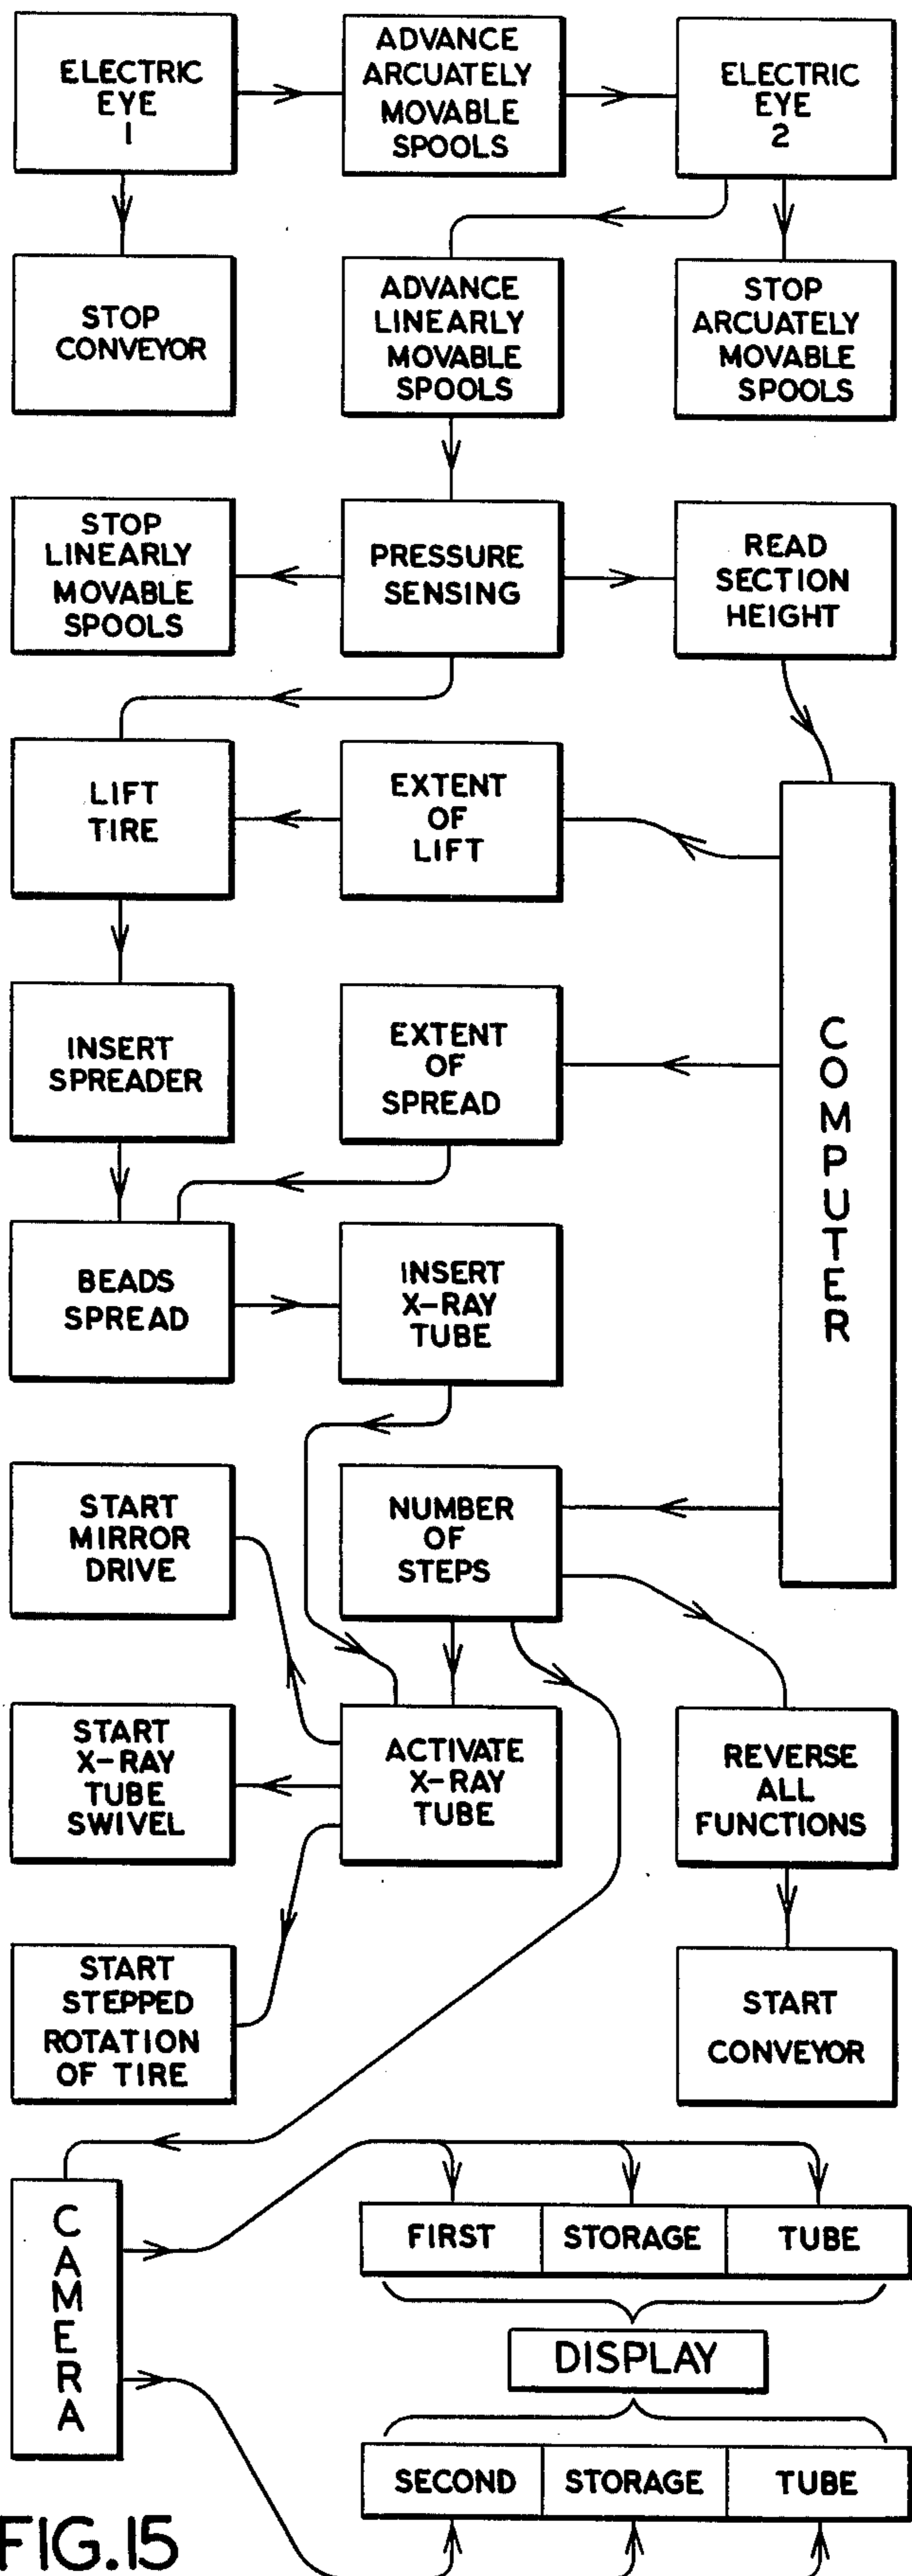 ELECTRIC
EYE
1
ADVANCE
ARCUATELY
MOVABLE
SPOOLS
ELECTRIC
EYE
2
STOP
CONVEYOR
ADVANCE
LINEARLY
MOVABLE
SPOOLS
STOP
ARCUATELY
MOVABLE
SPOOLS
STOP
LINEARLY
MOVABLE
SPOOLS
PRESSURE
SENSING
READ
SECTION
HEIGHT
LIFT
TIRE
EXTENT
OF
LIFT
COMPUTER
INSERT
SPREADER
EXTENT
OF
SPREAD
BEADS
SPREAD
INSERT
X-RAY
TUBE
START
MIRROR
DRIVE
NUMBER
OF
STEPS
START
X-RAY
TUBE
SWIVEL
ACTIVATE
X-RAY
TUBE
REVERSE
ALL
FUNCTIONS
START
STEPPED
ROTATION
OF TIRE
START
CONVEYOR
CAMERA
FIRST STORAGE TUBE
DISPLAY
SECOND STORAGE TUBE
FIG.15